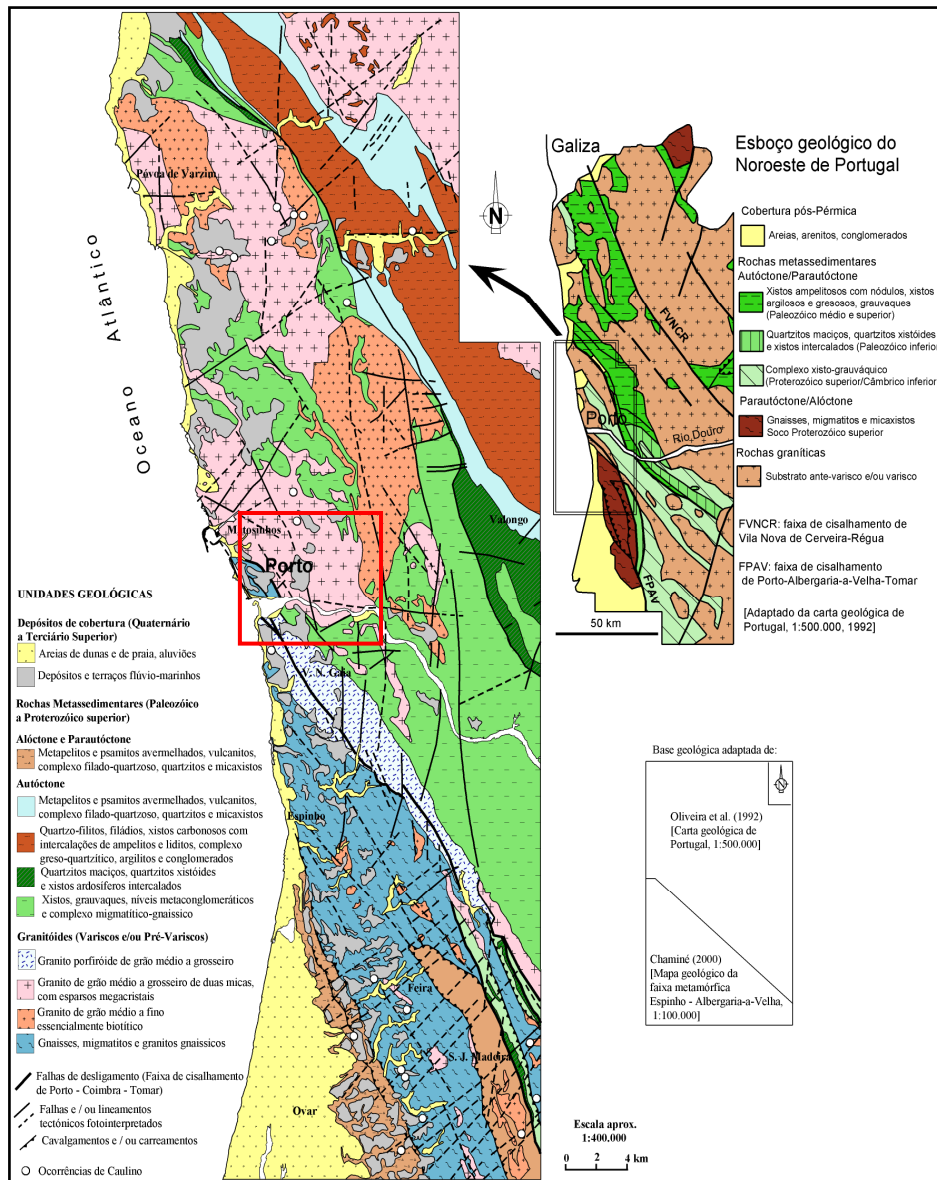 Oceano Atlântico
Póvoa de Varzim
Matosinhos
Porto
Valongo
V. N. Gaia
Espinho
Feira
S. J. Madeira
Ovar
N
UNIDADES GEOLÓGICAS
Depósitos de cobertura (Quaternário
a Terciário Superior)
Areias de dunas e de praia, aluviões
Depósitos e terraços flúvio-marinhos
Rochas Metassedimentares (Paleozóico
a Proterozóico superior)
Alóctone e Parautóctone
Metapelitos e psamitos avermelhados, vulcanitos,
complexo filado-quartzoso, quartzitos e micaxistos
Autóctone
Metapelitos e psamitos avermelhados, vulcanitos,
complexo filado-quartzoso, quartzitos e micaxistos
Quartzo-filitos, filádios, xistos carbonosos com
intercalações de ampelitos e liditos, complexo
greso-quartzítico, argilitos e conglomerados
Quartzitos maciços, quartzitos xistóides
e xistos ardosíferos intercalados
Xistos, grauvaques, níveis metaconglomeráticos
e complexo migmatítico-gnaissico
Granitóides (Variscos e/ou Pré-Variscos)
Granito porfiróide de grão médio a grosseiro
Granito de grão médio a grosseiro de duas micas,
com esparsos megacristais
Granito de grão médio a fino
essencialmente biotítico
Gnaisses, migmatitos e granitos gnaissicos
Falhas de desligamento (Faixa de cisalhamento
de Porto - Coimbra - Tomar)
Falhas e / ou lineamentos
tectónicos fotointerpretados
Cavalgamentos e / ou carreamentos
Ocorrências de Caulino
Escala aprox.
1:400.000
0 2 4 km
Galiza
FVNCR
Porto
Rio Douro
FPAV
50 km
Esboço geológico do
Noroeste de Portugal
Cobertura pós-Pérmica
Areias, arenitos, conglomerados
Rochas metassedimentares
Autóctone/Parautóctone
Xistos ampelitosos com nódulos, xistos
argilosos e gresosos, grauvaques
(Paleozóico médio e superior)
Quartzitos maciços, quartzitos xistóides
e xistos intercalados (Paleozóico inferior
Complexo xisto-grauváquico
(Proterozóico superior/Câmbrico inferior
Parautóctone/Alóctone
Gnaisses, migmatitos e micaxistos
Soco Proterozóico superior
Rochas graníticas
Substrato ante-varisco e/ou varisco
FVNCR: faixa de cisalhamento de
Vila Nova de Cerveira-Régua
FPAV: faixa de cisalhamento
de Porto-Albergaria-a-Velha-Tomar
[Adaptado da carta geológica de
Portugal, 1:500.000, 1992]
Base geológica adaptada de:
Oliveira et al. (1992)
[Carta geológica de
Portugal, 1:500.000]
Chaminé (2000)
[Mapa geológico da
faixa metamórfica
Espinho - Albergaria-a-Velha,
1:100.000]